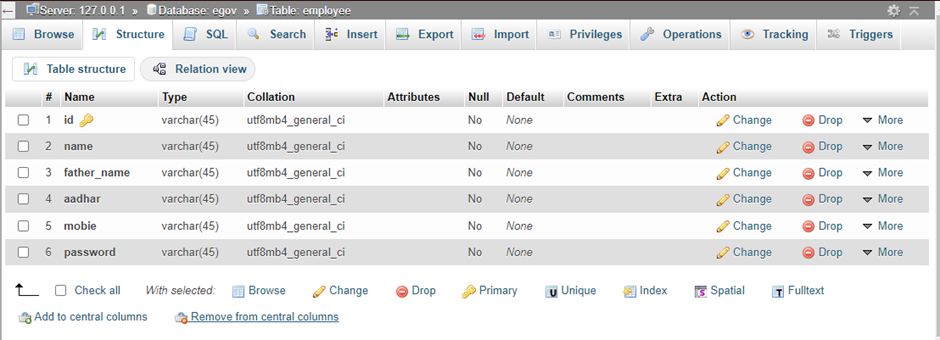 Server: 127.0.0.1 » Database: egov » Table: employee
Browse Structure SQL Search Insert Export Import Privileges Operations Tracking Triggers
Table structure Relation view
# Name Type Collation Attributes Null Default Comments Extra Action
1 id varchar(45) utf8mb4_general_ci No None Change Drop More
2 name varchar(45) utf8mb4_general_ci No None Change Drop More
3 father_name varchar(45) utf8mb4_general_ci No None Change Drop More
4 aadhar varchar(45) utf8mb4_general_ci No None Change Drop More
5 mobie varchar(45) utf8mb4_general_ci No None Change Drop More
6 password varchar(45) utf8mb4_general_ci No None Change Drop More
Check all With selected: Browse Change Drop Primary Unique Index Spatial Fulltext
Add to central columns Remove from central columns